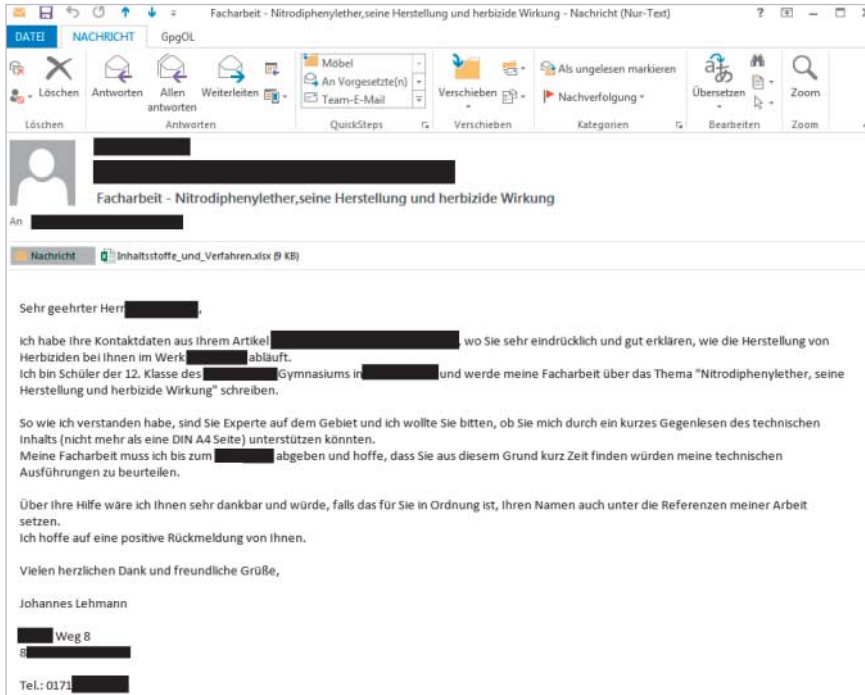 Facharbeit - Nitrodiphenylether,seine Herstellung und herbizide Wirkung - Nachricht (Nur-Text)
DATEI NACHRICHT GpgOL
Löschen
Antworten
Allen antworten
Weiterleiten
Möbel
An Vorgesetzte(n)
Team-E-Mail
Verschieben
Als ungelesen markieren
Nachverfolgung
Übersetzen
Zoom
Löschen Antworten QuickSteps Verschieben Kategorien Bearbeiten Zoom
Facharbeit - Nitrodiphenylether,seine Herstellung und herbizide Wirkung
An
Nachricht Inhaltsstoffe_und_Verfahren.xlsx (9 KB)
Sehr geehrter Herr ,
ich habe Ihre Kontaktdaten aus Ihrem Artikel , wo Sie sehr eindrücklich und gut erklären, wie die Herstellung von
Herbiziden bei Ihnen im Werk abläuft.
Ich bin Schüler der 12. Klasse des Gymnasiums in und werde meine Facharbeit über das Thema "Nitrodiphenylether, seine
Herstellung und herbizide Wirkung" schreiben.
So wie ich verstanden habe, sind Sie Experte auf dem Gebiet und ich wollte Sie bitten, ob Sie mich durch ein kurzes Gegenlesen des technischen
Inhalts (nicht mehr als eine DIN A4 Seite) unterstützen könnten.
Meine Facharbeit muss ich bis zum abgeben und hoffe, dass Sie aus diesem Grund kurz Zeit finden würden meine technischen
Ausführungen zu beurteilen.
Über Ihre Hilfe wäre ich Ihnen sehr dankbar und würde, falls das für Sie in Ordnung ist, Ihren Namen auch unter die Referenzen meiner Arbeit
setzen.
Ich hoffe auf eine positive Rückmeldung von Ihnen.
Vielen herzlichen Dank und freundliche Grüße,
Johannes Lehmann
Weg 8
8
Tel.: 0171